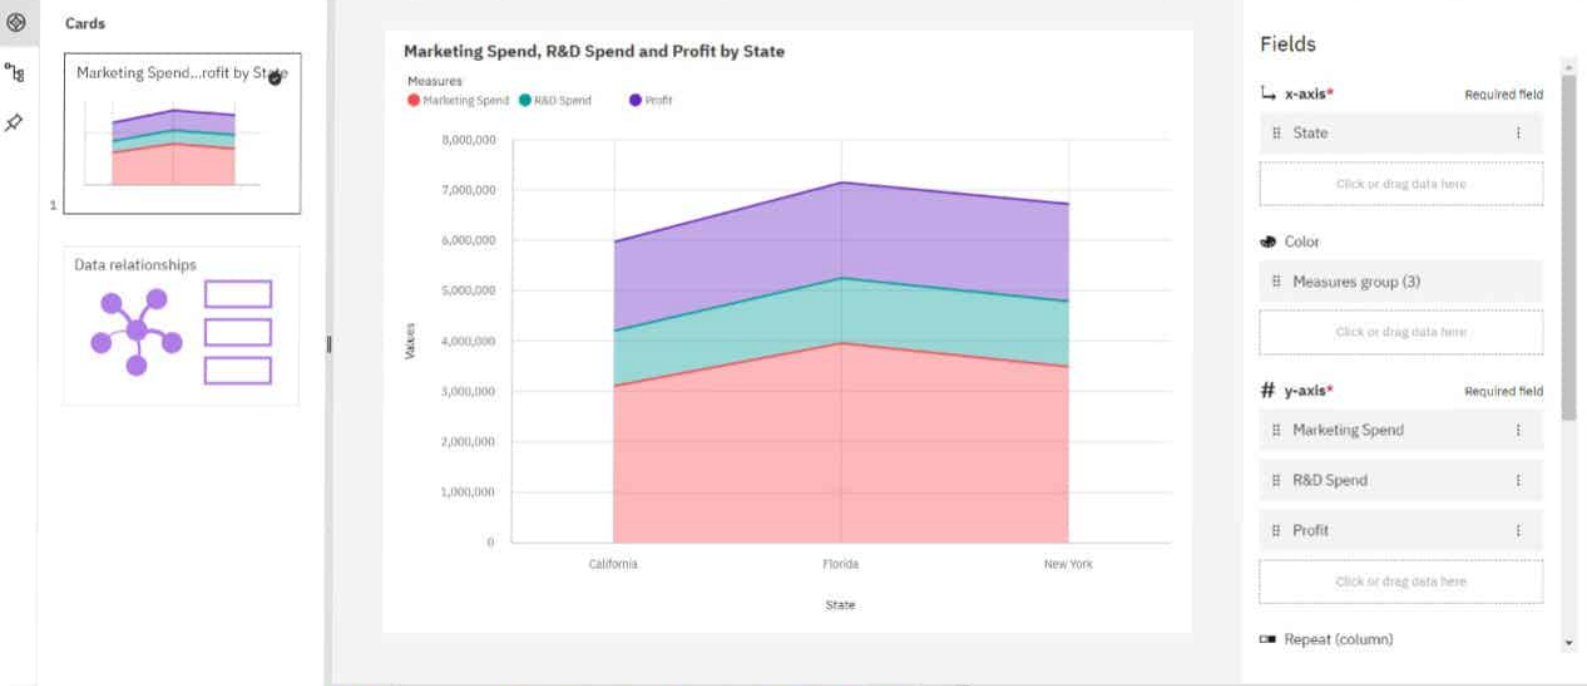 Cards
Marketing Spend...rofit by State
1
Data relationships
Marketing Spend, R&D Spend and Profit by State
Measures
Marketing Spend R&D Spend Profit
8,000,000
7,000,000
6,000,000
5,000,000
4,000,000
3,000,000
2,000,000
1,000,000
0
Values
California Florida New York
State
Fields
x-axis* Required field
State
Click or drag data here
Color
Measures group (3)
Click or drag data here
# y-axis* Required field
Marketing Spend
R&D Spend
Profit
Click or drag data here
Repeat (column)